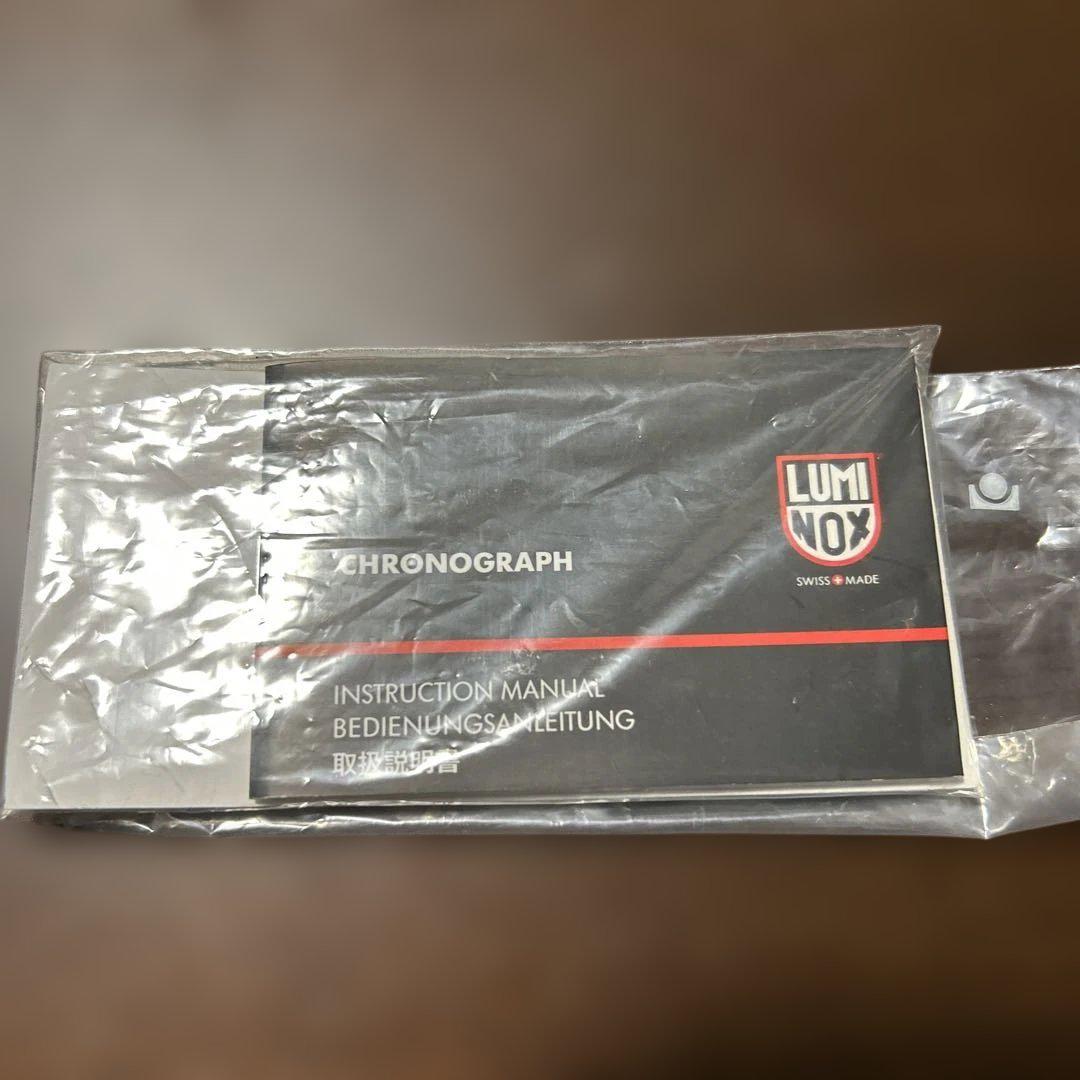 LUMI
NOX
SWISS MADE
CHRONOGRAPH
INSTRUCTION MANUAL
BEDIENUNGSANLEITUNG
取扱説明書